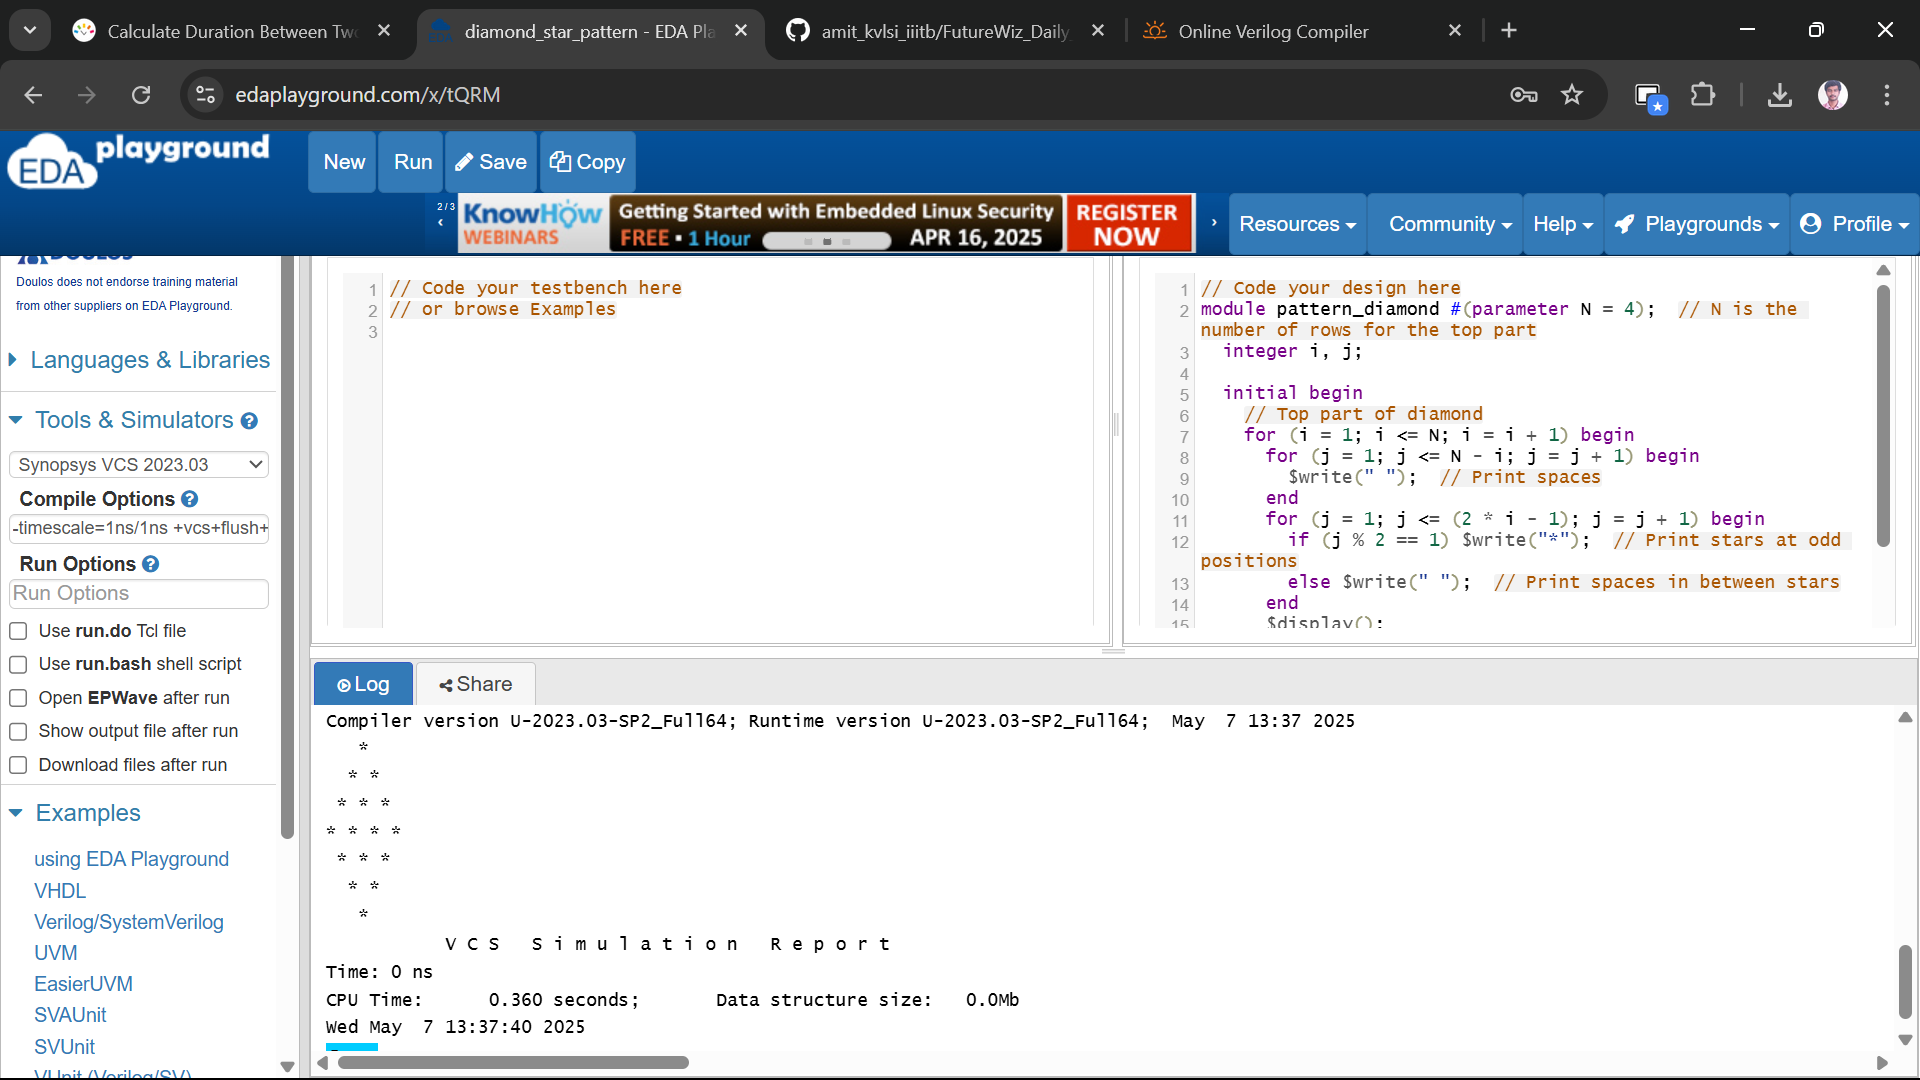 Calculate Duration Between Tw
diamond_star_pattern - EDA Pla
amit_kvlsi_iiitb/FutureWiz_Daily_
Online Verilog Compiler
edaplayground.com/x/tQRM
EDA playground
New
Run
Save
Copy
2/3
KnowHow
WEBINARS
Getting Started with Embedded Linux Security
FREE ▪ 1 Hour
APR 16, 2025
REGISTER
NOW
Resources
Community
Help
Playgrounds
Profile
Doulos does not endorse training material
from other suppliers on EDA Playground.
Languages & Libraries
Tools & Simulators
Synopsys VCS 2023.03
Compile Options
-timescale=1ns/1ns +vcs+flush+
Run Options
Run Options
Use run.do Tcl file
Use run.bash shell script
Open EPWave after run
Show output file after run
Download files after run
Examples
using EDA Playground
VHDL
Verilog/SystemVerilog
UVM
EasierUVM
SVAUnit
SVUnit
VUnit (Verilog/SV)
1 // Code your testbench here
2 // or browse Examples
3
1 // Code your design here
2 module pattern_diamond #(parameter N = 4);  // N is the
number of rows for the top part
3   integer i, j;
4
5   initial begin
6     // Top part of diamond
7     for (i = 1; i <= N; i = i + 1) begin
8       for (j = 1; j <= N - i; j = j + 1) begin
9         $write(" ");  // Print spaces
10       end
11       for (j = 1; j <= (2 * i - 1); j = j + 1) begin
12         if (j % 2 == 1) $write("*");  // Print stars at odd
positions
13         else $write(" ");  // Print spaces in between stars
14       end
15       $display();
Log
Share
Compiler version U-2023.03-SP2_Full64; Runtime version U-2023.03-SP2_Full64;  May  7 13:37 2025
   *
  * *
 * * *
* * * *
 * * *
  * *
   *
V C S   S i m u l a t i o n   R e p o r t
Time: 0 ns
CPU Time:      0.360 seconds;       Data structure size:   0.0Mb
Wed May  7 13:37:40 2025